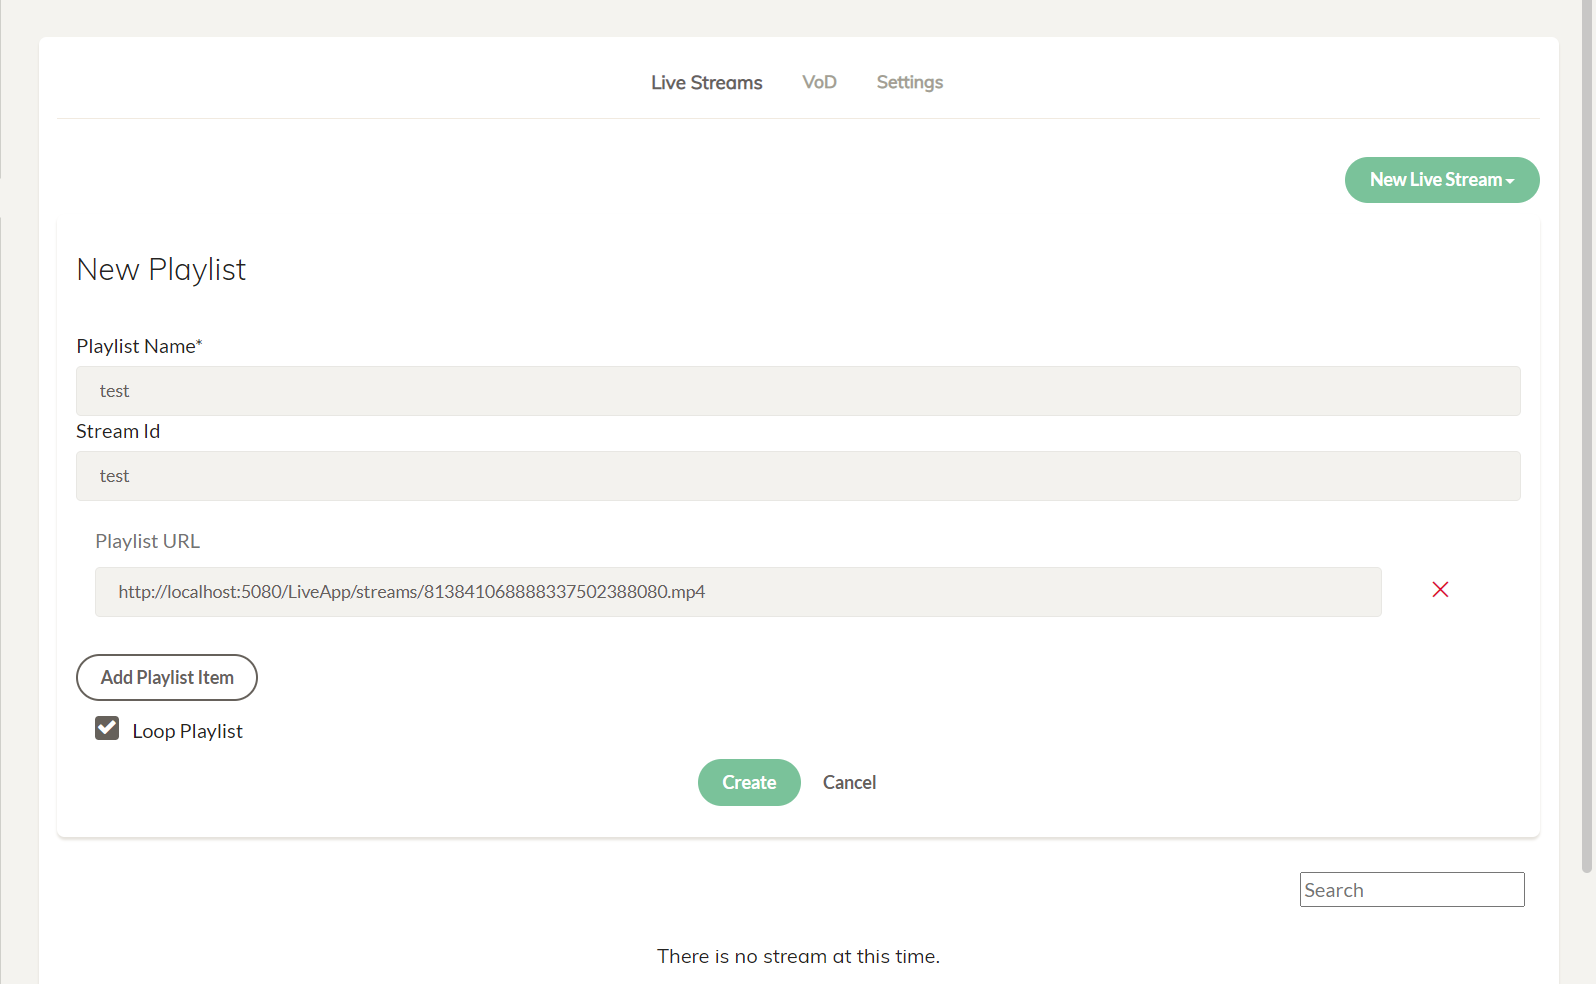 Live Streams VoD Settings
New Live Stream
New Playlist
Playlist Name*
test
Stream Id
test
Playlist URL
http://localhost:5080/LiveApp/streams/813841068888337502388080.mp4
Add Playlist Item
Loop Playlist
Create Cancel
Search
There is no stream at this time.